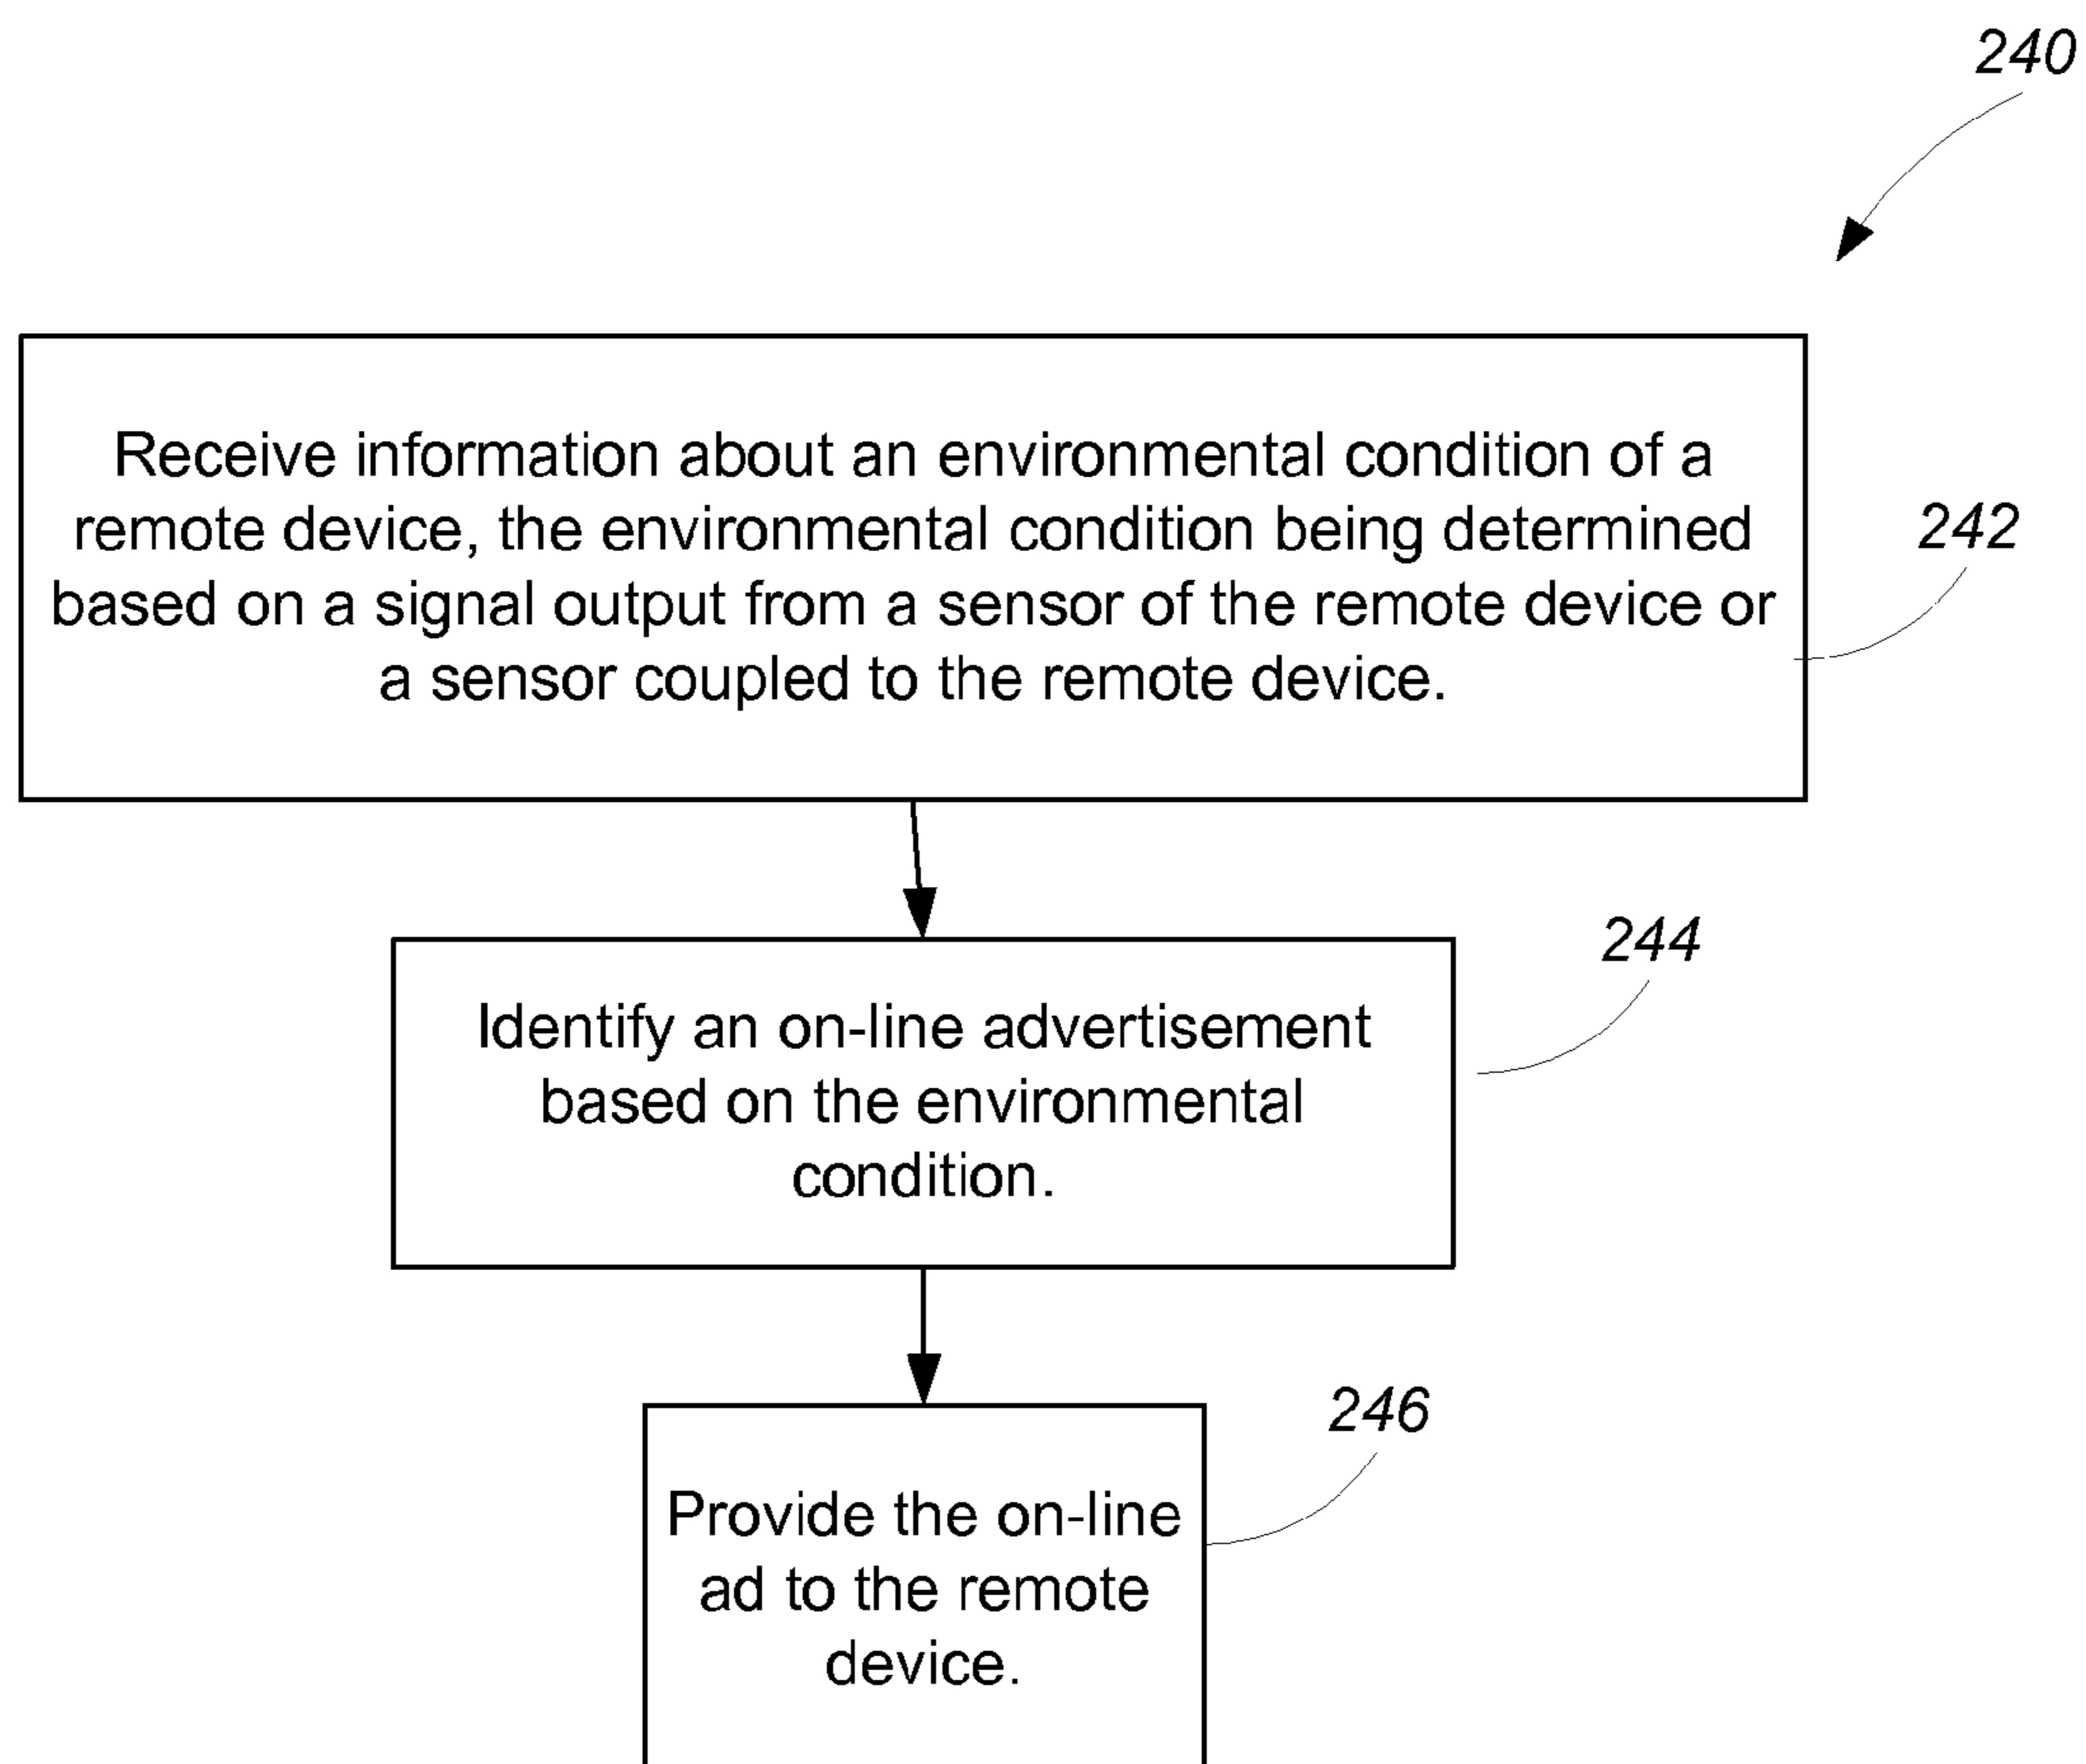 240
Receive information about an environmental condition of a
remote device, the environmental condition being determined
based on a signal output from a sensor of the remote device or
a sensor coupled to the remote device.
242
Identify an on-line advertisement
based on the environmental
condition.
244
Provide the on-line
ad to the remote
device.
246